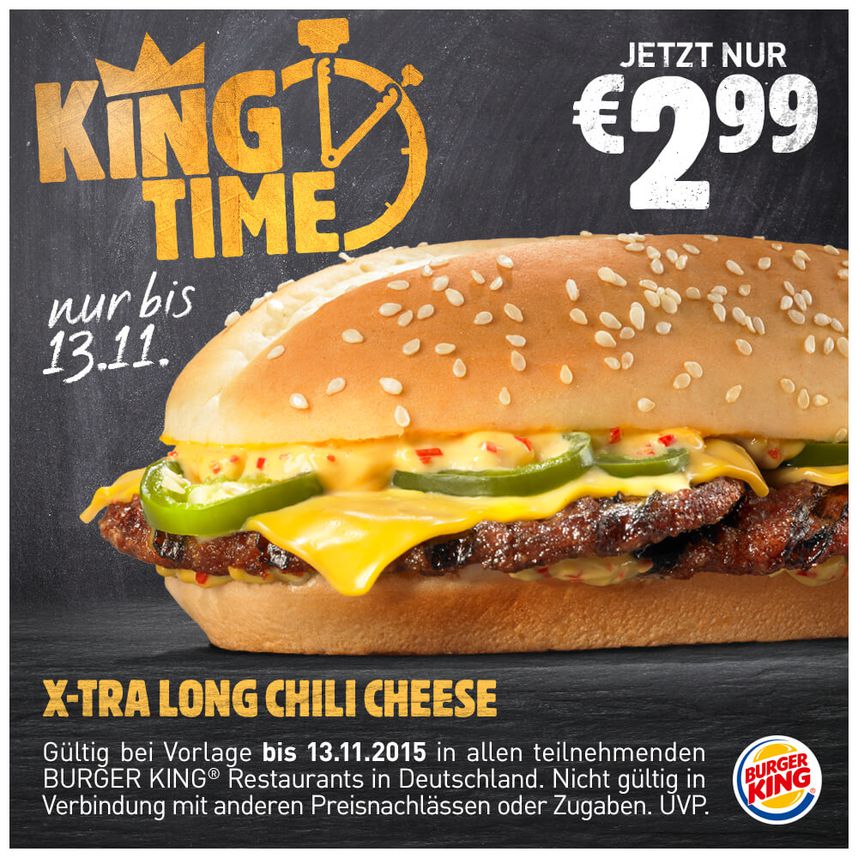 KING
TIME
JETZT NUR
€2⁹⁹
nur bis
13.11.
X-TRA LONG CHILI CHEESE
Gültig bei Vorlage bis 13.11.2015 in allen teilnehmenden
BURGER KING® Restaurants in Deutschland. Nicht gültig in
Verbindung mit anderen Preisnachlässen oder Zugaben. UVP.
BURGER
KING